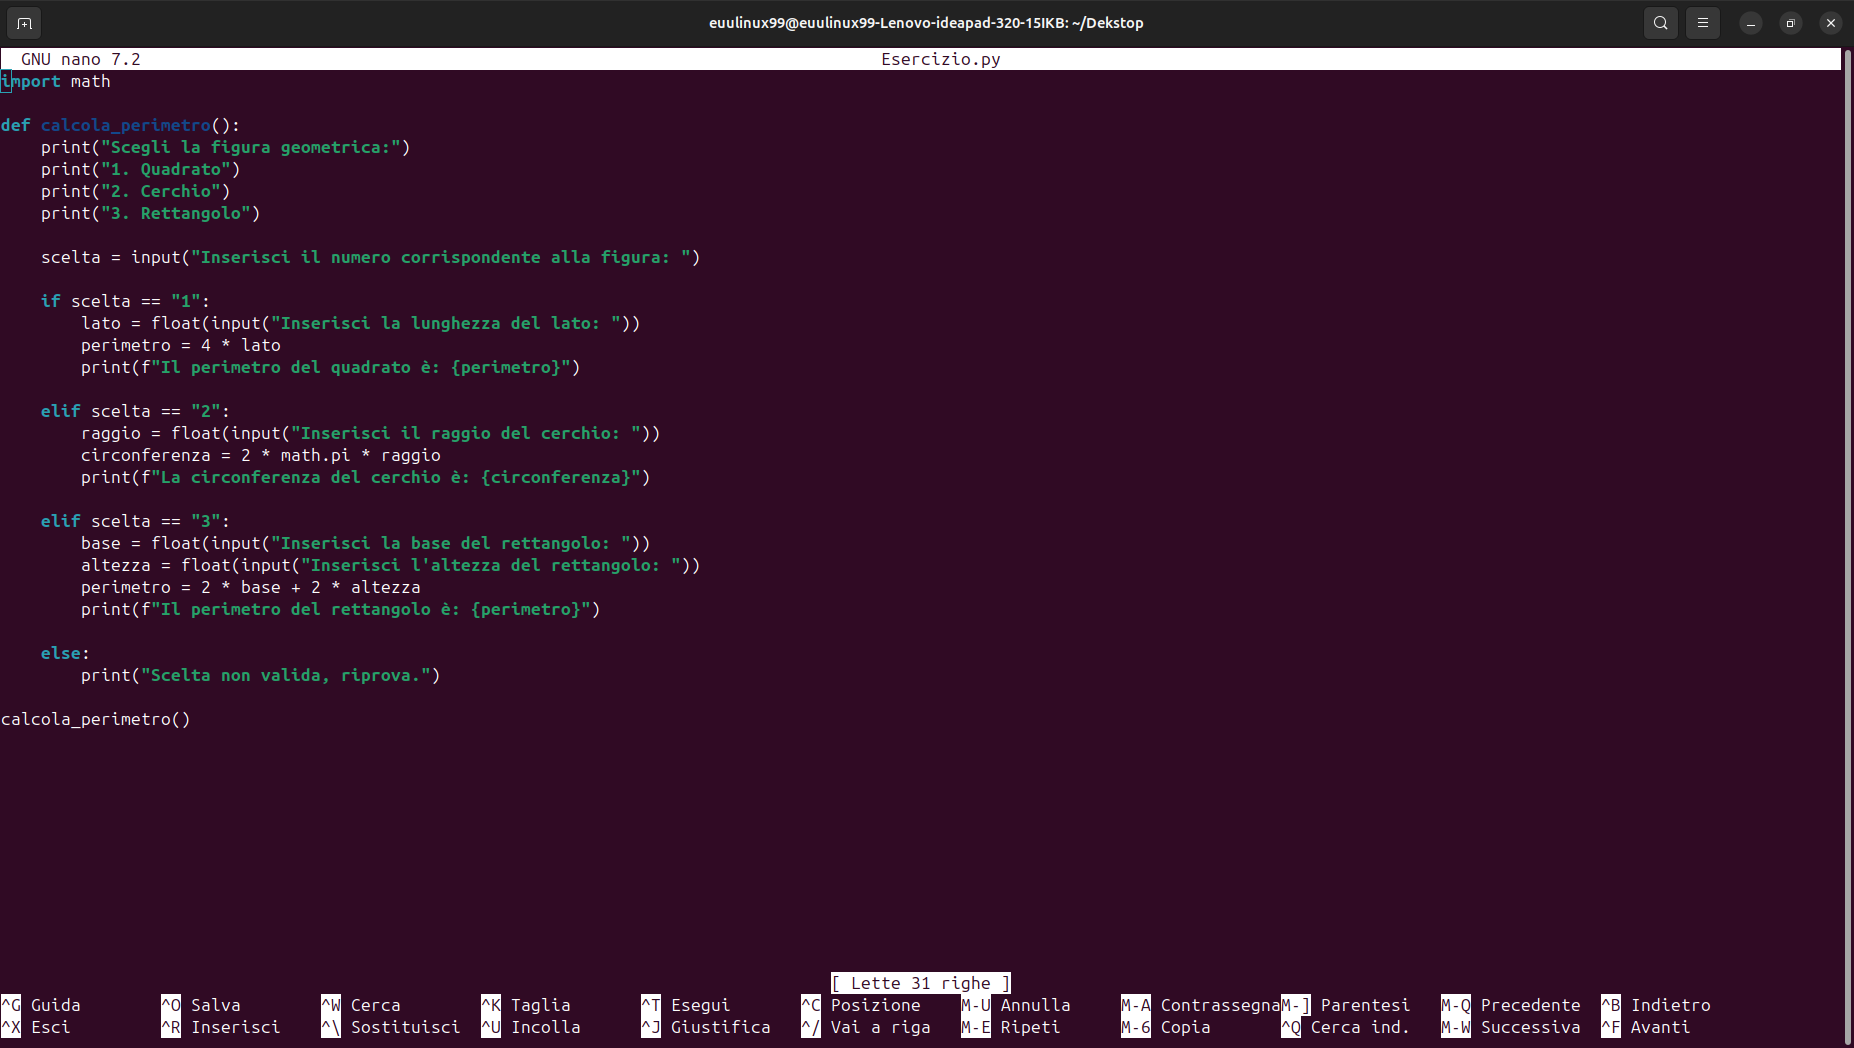 euulinux99@euulinux99-Lenovo-ideapad-320-15IKB: ~/Dekstop
GNU nano 7.2 Esercizio.py
import math
def calcola_perimetro():
print("Scegli la figura geometrica:")
print("1. Quadrato")
print("2. Cerchio")
print("3. Rettangolo")
scelta = input("Inserisci il numero corrispondente alla figura: ")
if scelta == "1":
lato = float(input("Inserisci la lunghezza del lato: "))
perimetro = 4 * lato
print(f"Il perimetro del quadrato è: {perimetro}")
elif scelta == "2":
raggio = float(input("Inserisci il raggio del cerchio: "))
circonferenza = 2 * math.pi * raggio
print(f"La circonferenza del cerchio è: {circonferenza}")
elif scelta == "3":
base = float(input("Inserisci la base del rettangolo: "))
altezza = float(input("Inserisci l'altezza del rettangolo: "))
perimetro = 2 * base + 2 * altezza
print(f"Il perimetro del rettangolo è: {perimetro}")
else:
print("Scelta non valida, riprova.")
calcola_perimetro()
[ Lette 31 righe ]
^G Guida ^O Salva ^W Cerca ^K Taglia ^T Esegui ^C Posizione M-U Annulla M-A Contrassegna M-] Parentesi M-Q Precedente ^B Indietro
^X Esci ^R Inserisci ^\ Sostituisci ^U Incolla ^J Giustifica ^/ Vai a riga M-E Ripeti M-6 Copia ^Q Cerca ind. M-W Successiva ^F Avanti